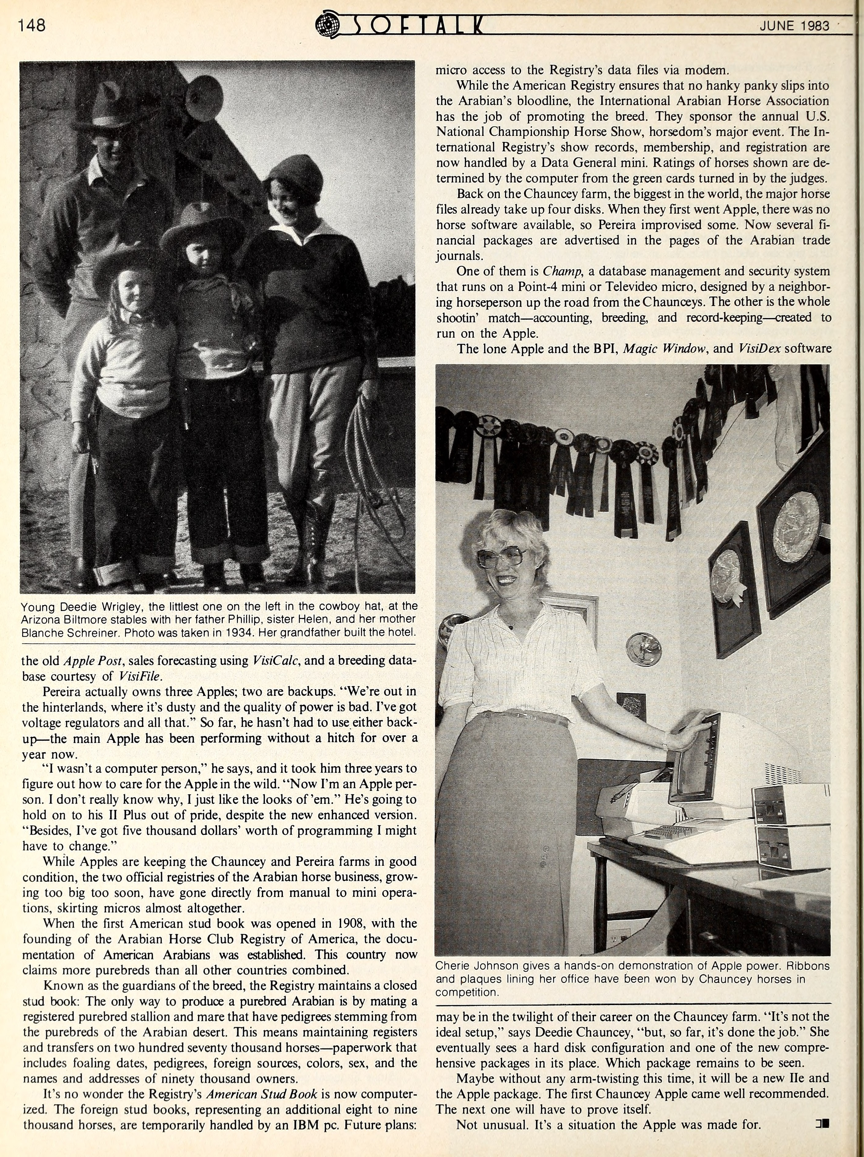 148
SOFTALK
JUNE 1983
Young Deedie Wrigley, the littlest one on the left in the cowboy hat, at the
Arizona Biltmore stables with her father Phillip, sister Helen, and her mother
Blanche Schreiner. Photo was taken in 1934. Her grandfather built the hotel.
the old Apple Post, sales forecasting using VisiCalc, and a breeding data-
base courtesy of VisiFile.
Pereira actually owns three Apples; two are backups. “We’re out in
the hinterlands, where it’s dusty and the quality of power is bad. I’ve got
voltage regulators and all that.” So far, he hasn’t had to use either back-
up—the main Apple has been performing without a hitch for over a
year now.
“I wasn’t a computer person,” he says, and it took him three years to
figure out how to care for the Apple in the wild. “Now I’m an Apple per-
son. I don’t really know why, I just like the looks of ’em.” He’s going to
hold on to his II Plus out of pride, despite the new enhanced version.
“Besides, I’ve got five thousand dollars’ worth of programming I might
have to change.”
While Apples are keeping the Chauncey and Pereira farms in good
condition, the two official registries of the Arabian horse business, grow-
ing too big too soon, have gone directly from manual to mini opera-
tions, skirting micros almost altogether.
When the first American stud book was opened in 1908, with the
founding of the Arabian Horse Club Registry of America, the docu-
mentation of American Arabians was established. This country now
claims more purebreds than all other countries combined.
Known as the guardians of the breed, the Registry maintains a closed
stud book: The only way to produce a purebred Arabian is by mating a
registered purebred stallion and mare that have pedigrees stemming from
the purebreds of the Arabian desert. This means maintaining registers
and transfers on two hundred seventy thousand horses—paperwork that
includes foaling dates, pedigrees, foreign sources, colors, sex, and the
names and addresses of ninety thousand owners.
It’s no wonder the Registry’s American Stud Book is now computer-
ized. The foreign stud books, representing an additional eight to nine
thousand horses, are temporarily handled by an IBM pc. Future plans:
micro access to the Registry’s data files via modem.
While the American Registry ensures that no hanky panky slips into
the Arabian’s bloodline, the International Arabian Horse Association
has the job of promoting the breed. They sponsor the annual U.S.
National Championship Horse Show, horsedom’s major event. The In-
ternational Registry’s show records, membership, and registration are
now handled by a Data General mini. Ratings of horses shown are de-
termined by the computer from the green cards turned in by the judges.
Back on the Chauncey farm, the biggest in the world, the major horse
files already take up four disks. When they first went Apple, there was no
horse software available, so Pereira improvised some. Now several fi-
nancial packages are advertised in the pages of the Arabian trade
journals.
One of them is Champ, a database management and security system
that runs on a Point-4 mini or Televideo micro, designed by a neighbor-
ing horseperson up the road from the Chaunceys. The other is the whole
shootin’ match—accounting, breeding, and record-keeping—created to
run on the Apple.
The lone Apple and the BPI, Magic Window, and VisiDex software
Cherie Johnson gives a hands-on demonstration of Apple power. Ribbons
and plaques lining her office have been won by Chauncey horses in
competition.
may be in the twilight of their career on the Chauncey farm. “It’s not the
ideal setup,” says Deedie Chauncey, “but, so far, it’s done the job.” She
eventually sees a hard disk configuration and one of the new compre-
hensive packages in its place. Which package remains to be seen.
Maybe without any arm-twisting this time, it will be a new IIe and
the Apple package. The first Chauncey Apple came well recommended.
The next one will have to prove itself.
Not unusual. It’s a situation the Apple was made for.